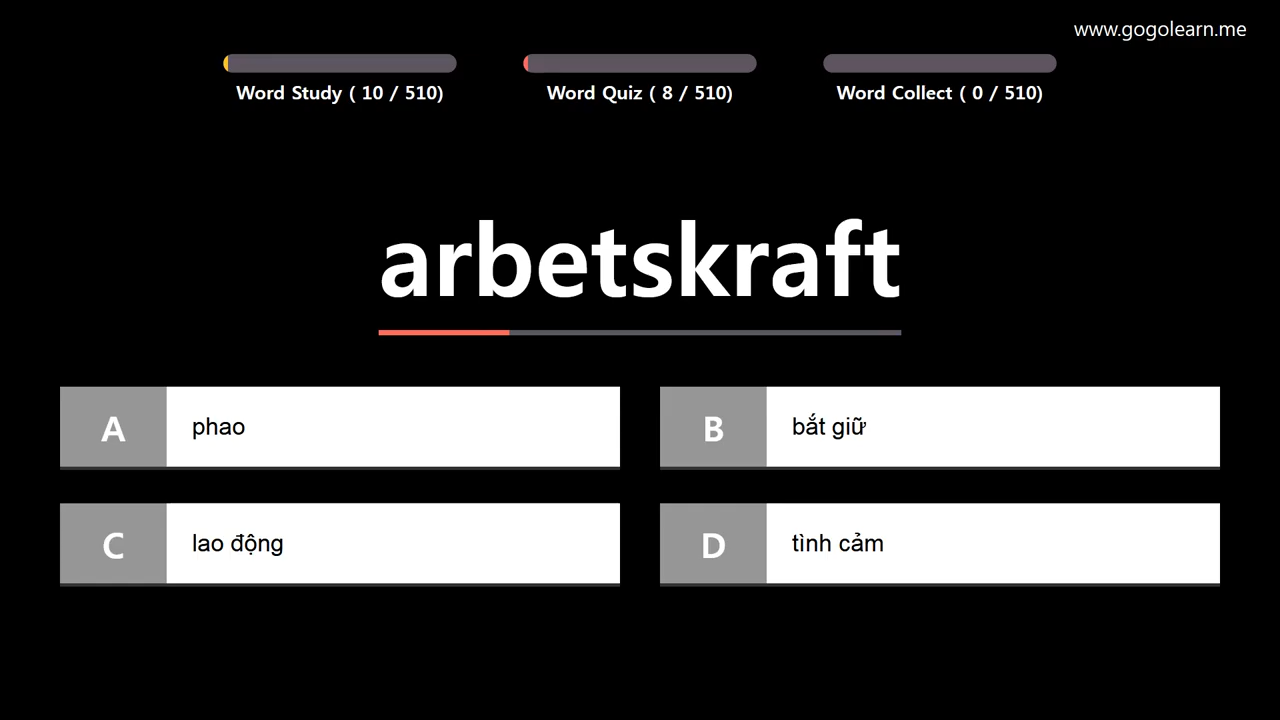 www.gogolearn.me
Word Study ( 10 / 510)
Word Quiz ( 8 / 510)
Word Collect ( 0 / 510)
arbetskraft
A phao
B bắt giữ
C lao động
D tình cảm